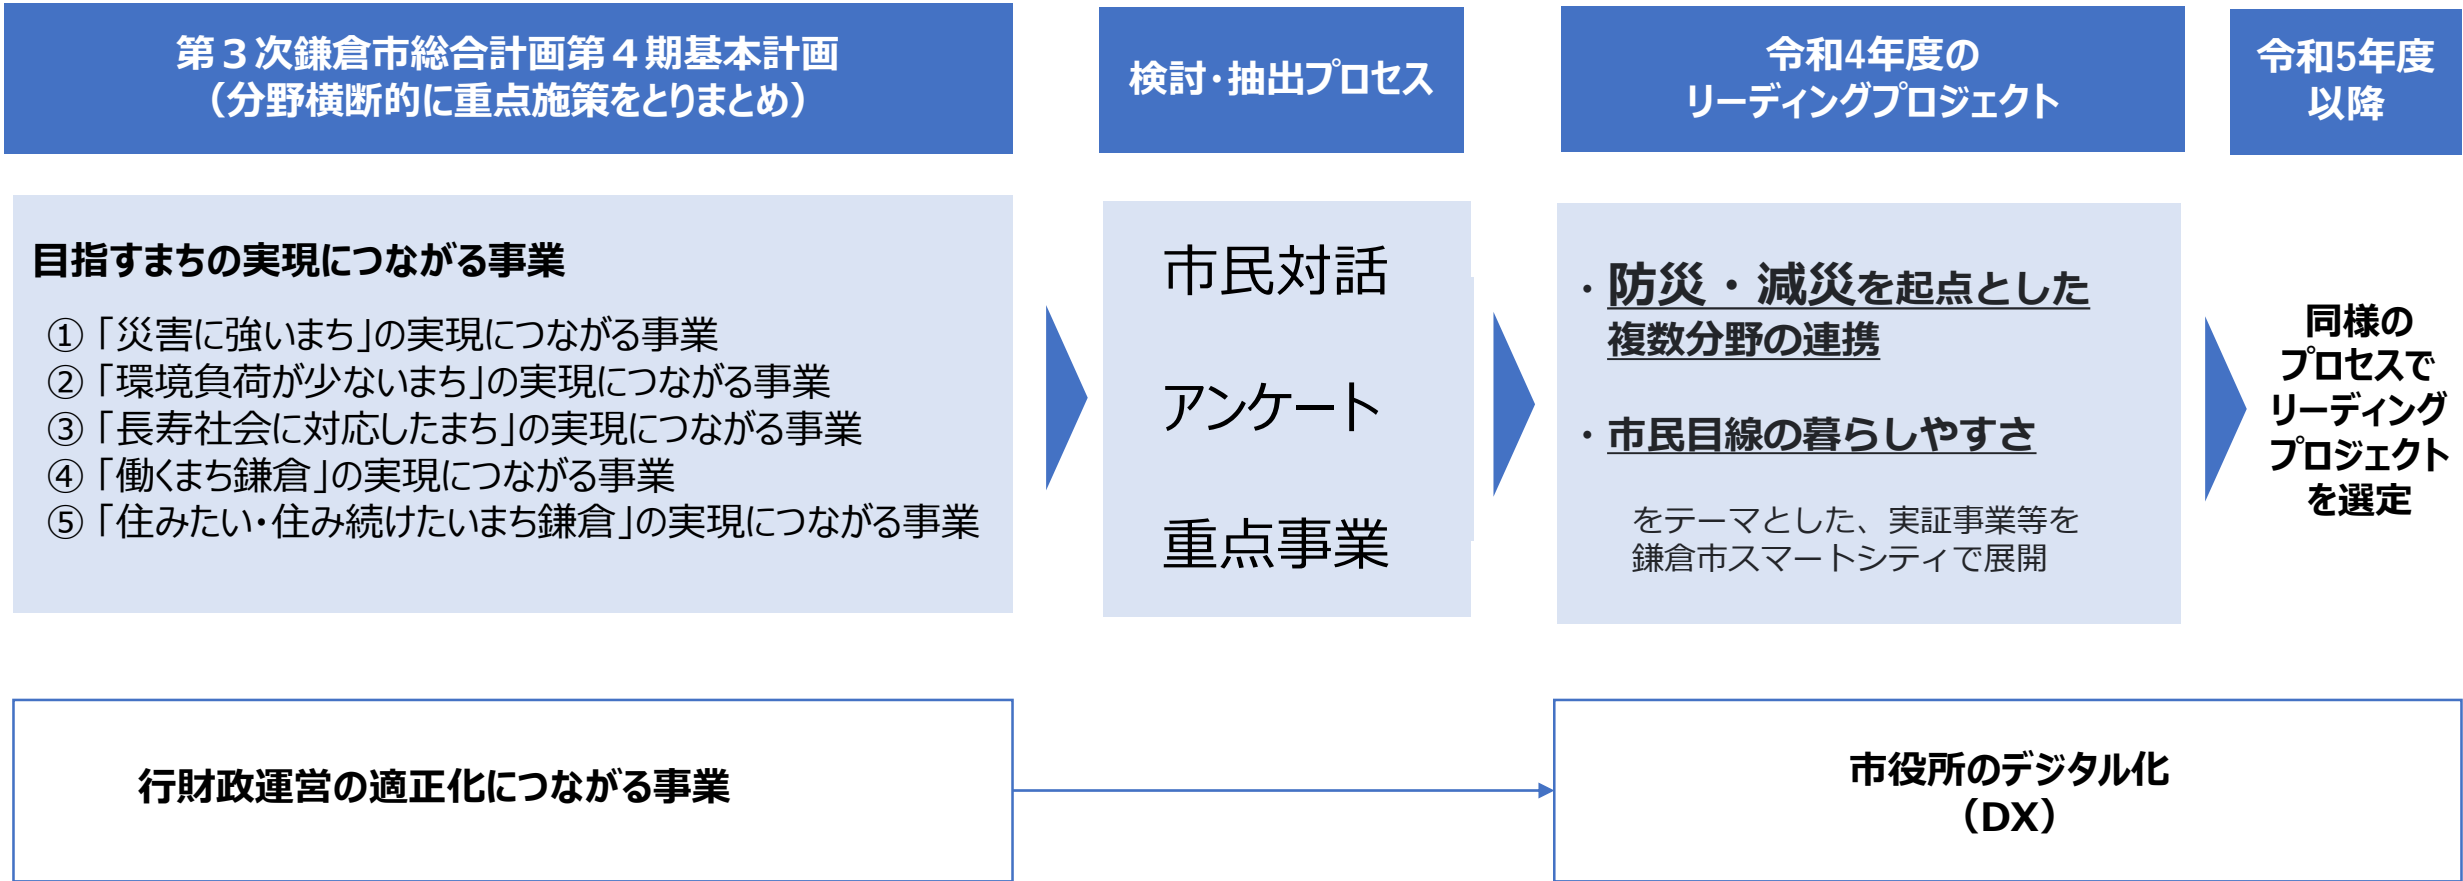 第３次鎌倉市総合計画第４期基本計画
（分野横断的に重点施策をとりまとめ）
検討・抽出プロセス
令和4年度の
リーディングプロジェクト
令和5年度
以降
目指すまちの実現につながる事業
①「災害に強いまち」の実現につながる事業
②「環境負荷が少ないまち」の実現につながる事業
③「長寿社会に対応したまち」の実現につながる事業
④「働くまち鎌倉」の実現につながる事業
⑤「住みたい・住み続けたいまち鎌倉」の実現につながる事業
市民対話
アンケート
重点事業
・防災・減災を起点とした
複数分野の連携
・市民目線の暮らしやすさ
をテーマとした、実証事業等を
鎌倉市スマートシティで展開
同様の
プロセスで
リーディング
プロジェクト
を選定
行財政運営の適正化につながる事業
市役所のデジタル化
（DX）